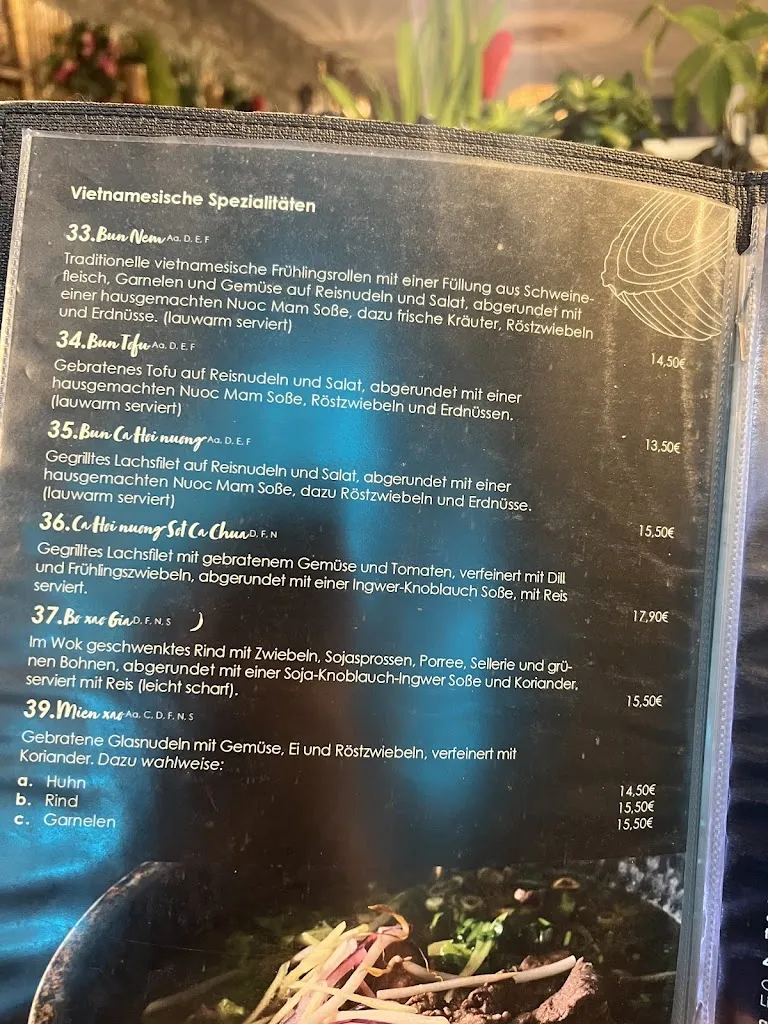 Vietnamesische Spezialitäten
33.Bun Nem Aa, D, E, F
Traditionelle vietnamesische Frühlingsrollen mit einer Füllung aus Schweine-
fleisch, Garnelen und Gemüse auf Reisnudeln und Salat, abgerundet mit
einer hausgemachten Nuoc Mam Soße, dazu frische Kräuter, Röstzwiebeln
und Erdnüsse. (lauwarm serviert)
14,50€
34.Bun Tofu Aa, D, E, F
Gebratenes Tofu auf Reisnudeln und Salat, abgerundet mit einer
hausgemachten Nuoc Mam Soße, Röstzwiebeln und Erdnüssen.
(lauwarm serviert)
13,50€
35.Bun Ca Hoi nuong Aa, D, E, F
Gegrilltes Lachsfilet auf Reisnudeln und Salat, abgerundet mit einer
hausgemachten Nuoc Mam Soße, dazu Röstzwiebeln und Erdnüsse.
(lauwarm serviert)
15,50€
36.Ca Hoi nuong Sot Ca Chua D, F, N
Gegrilltes Lachsfilet mit gebratenem Gemüse und Tomaten, verfeinert mit Dill
und Frühlingszwiebeln, abgerundet mit einer Ingwer-Knoblauch Soße, mit Reis
serviert.
17,90€
37.Bo xao Gia D, F, N, S
Im Wok geschwenktes Rind mit Zwiebeln, Sojasprossen, Porree, Sellerie und grü-
nen Bohnen, abgerundet mit einer Soja-Knoblauch-Ingwer Soße und Koriander,
serviert mit Reis (leicht scharf).
15,50€
39.Mien xao Aa, C, D, F, N, S
Gebratene Glasnudeln mit Gemüse, Ei und Röstzwiebeln, verfeinert mit
Koriander. Dazu wahlweise:
a. Huhn 14,50€
b. Rind 15,50€
c. Garnelen 15,50€